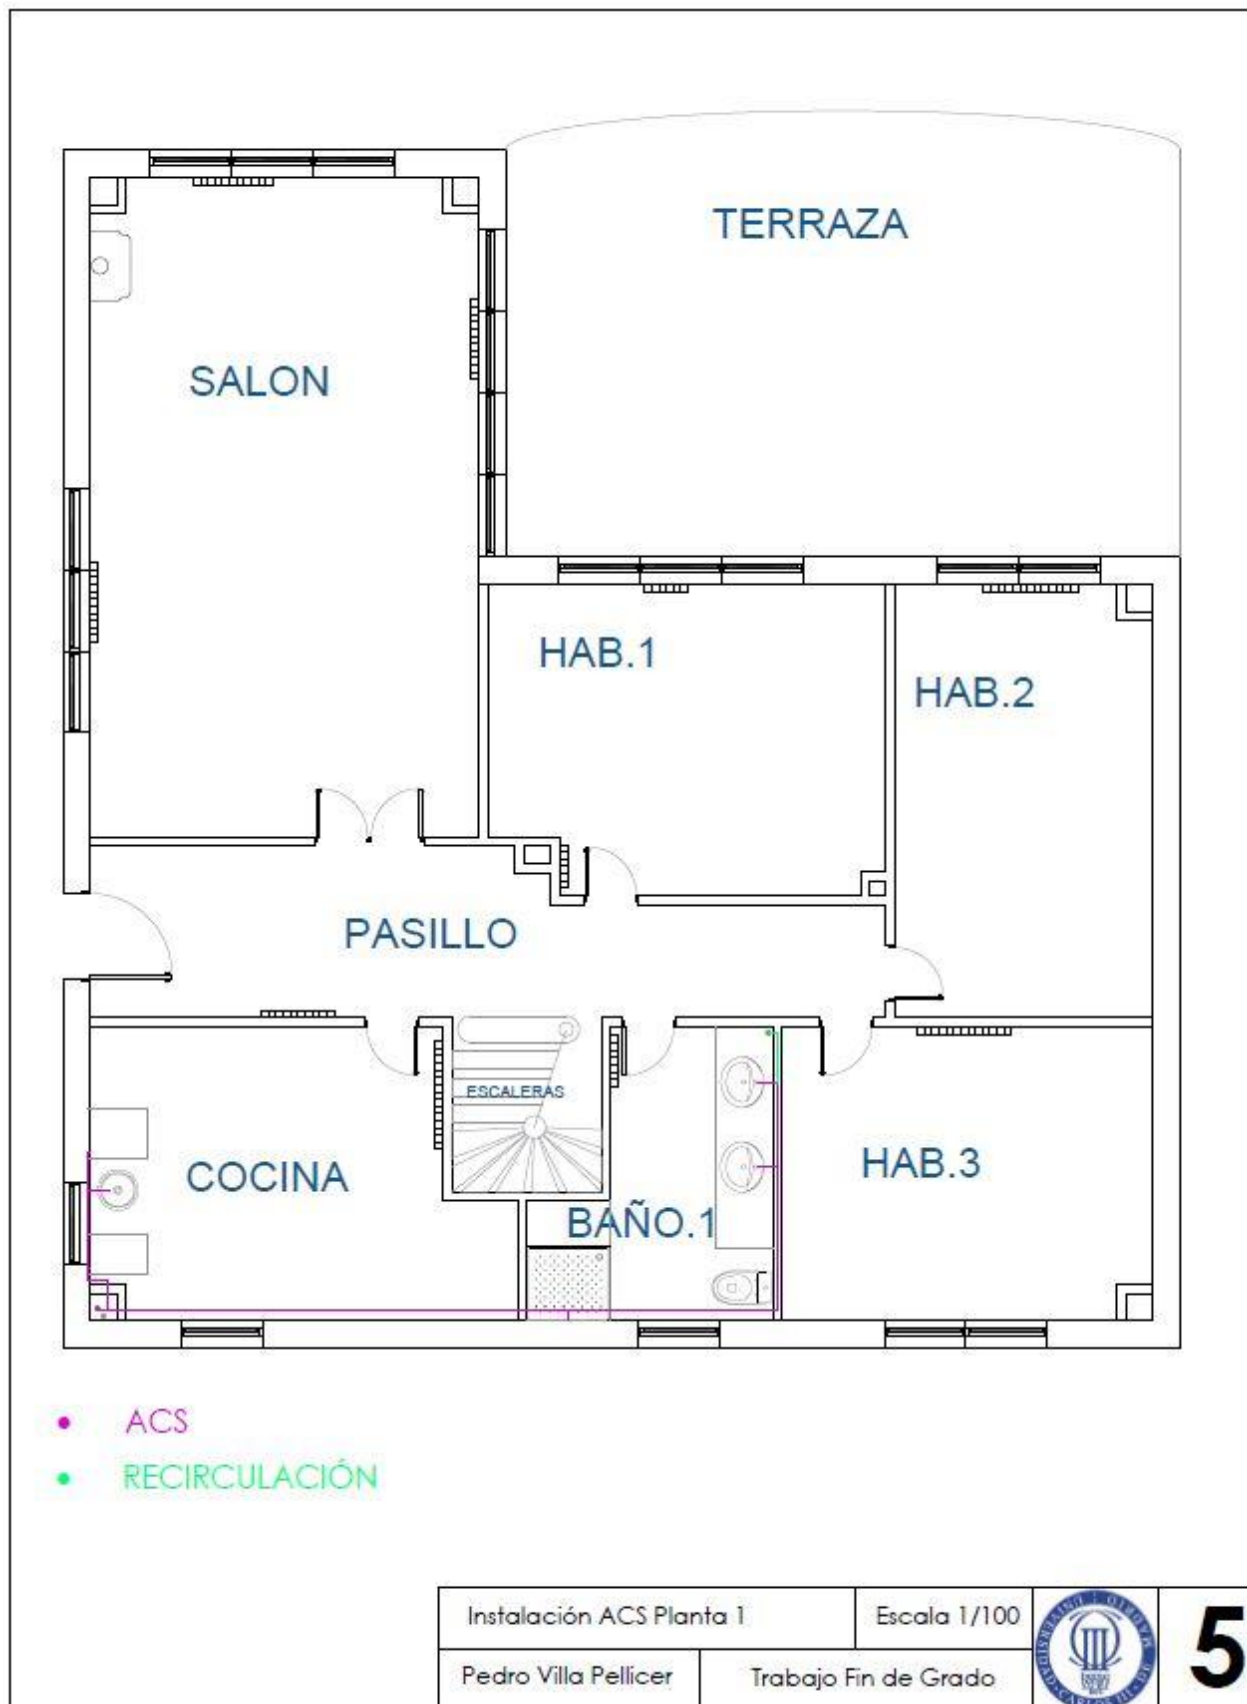 TERRAZA
SALON
HAB.1
HAB.2
PASILLO
ESCALERAS
COCINA
HAB.3
BAÑO.1
ACS
RECIRCULACIÓN
Instalación ACS Planta 1
Escala 1/100
5
Pedro Villa Pellicer
Trabajo Fin de Grado